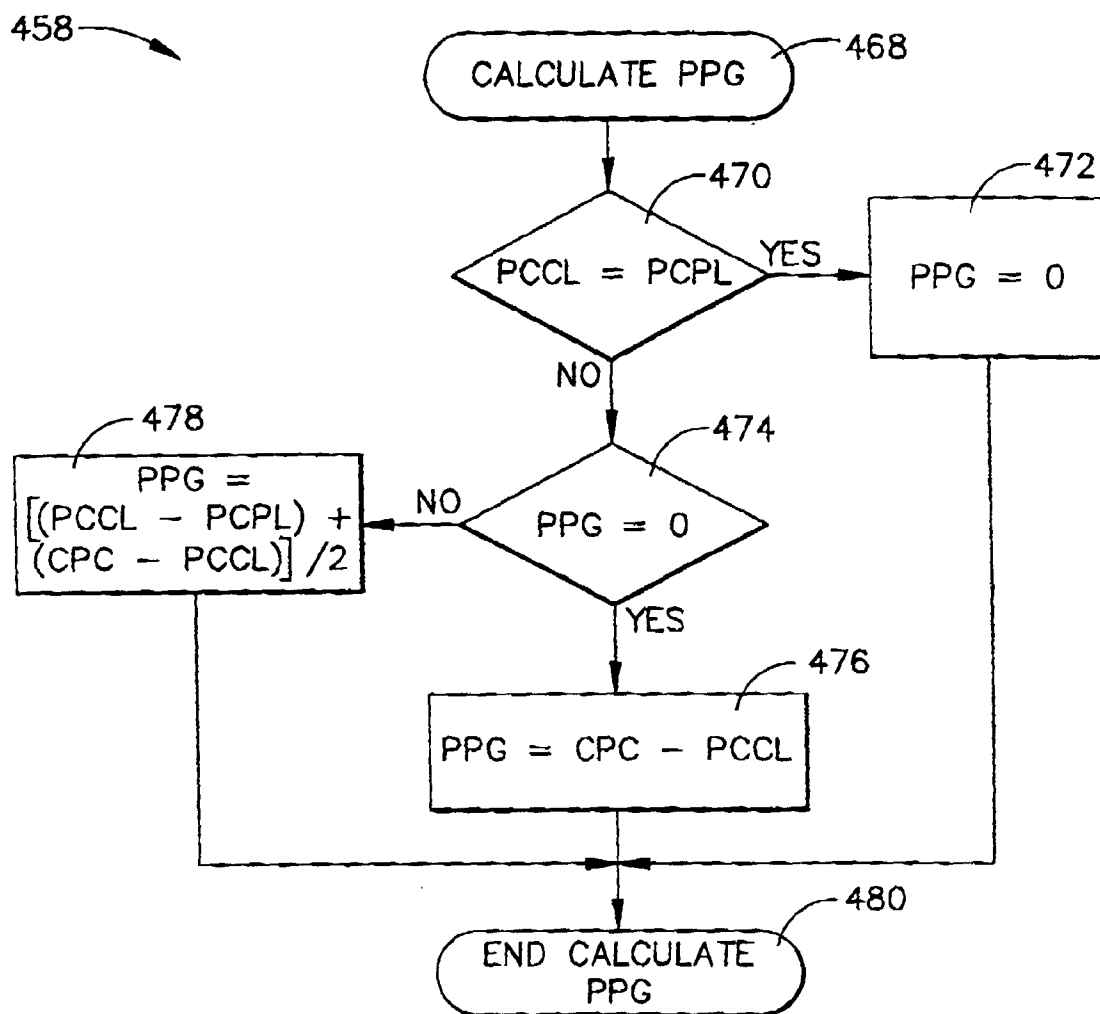 458
CALCULATE PPG
468
470
PCCL = PCPL
YES
472
PPG = 0
NO
478
PPG =
[(PCCL - PCPL) +
(CPC - PCCL)] /2
NO
474
PPG = 0
YES
476
PPG = CPC - PCCL
480
END CALCULATE
PPG